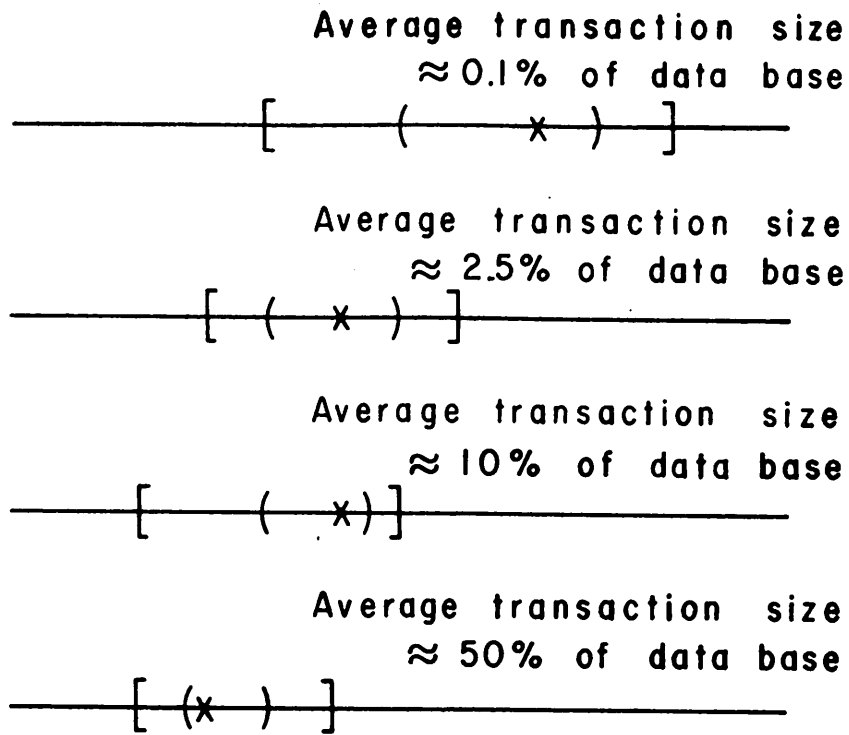 Average transaction size
≈ 0.1% of data base
[ ( x ) ]
Average transaction size
≈ 2.5% of data base
[ ( x ) ]
Average transaction size
≈ 10% of data base
[ ( x ) ]
Average transaction size
≈ 50% of data base
[ ( x ) ]